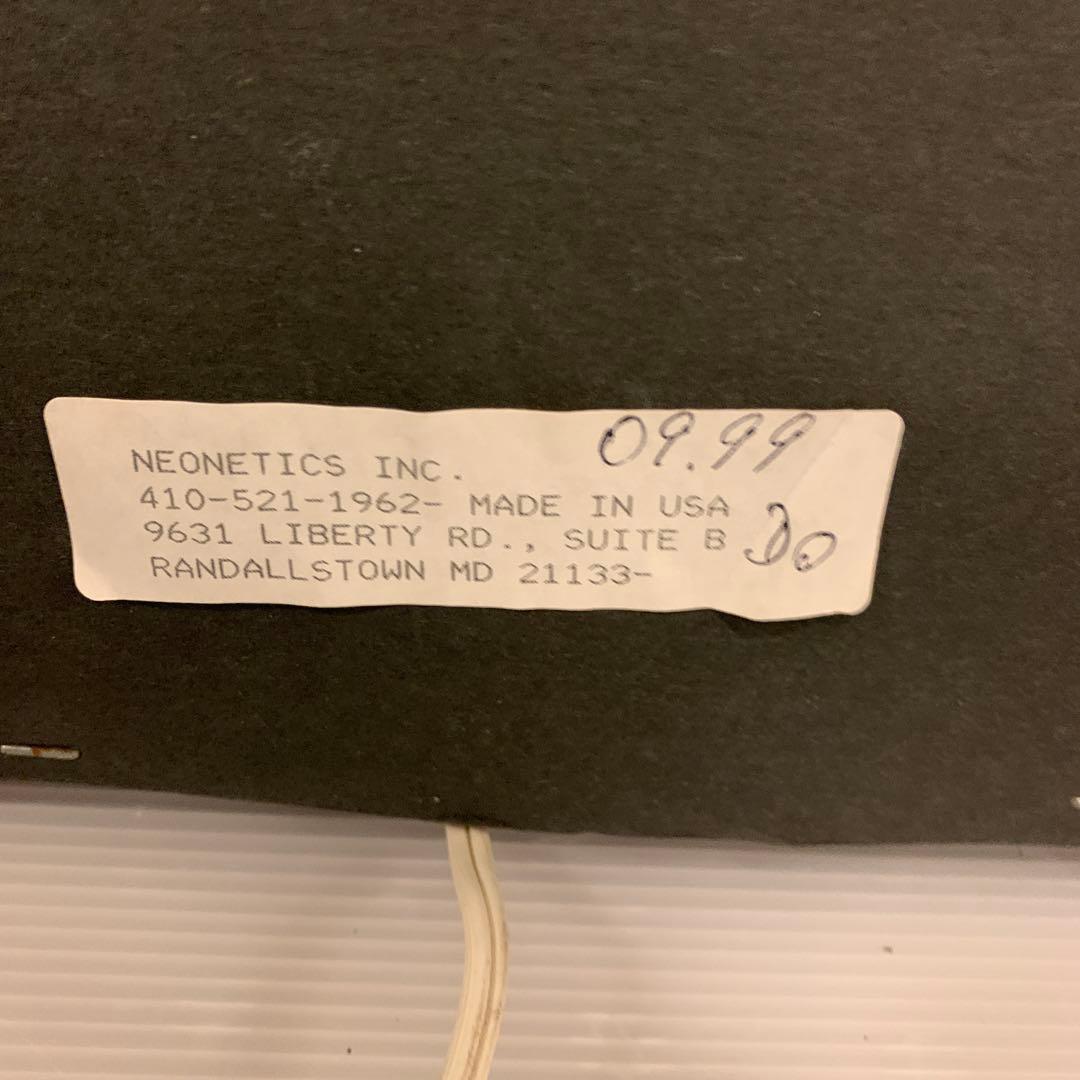 09.99
NEONETICS INC.
410-521-1962- MADE IN USA
9631 LIBERTY RD., SUITE B
RANDALLSTOWN MD 21133-